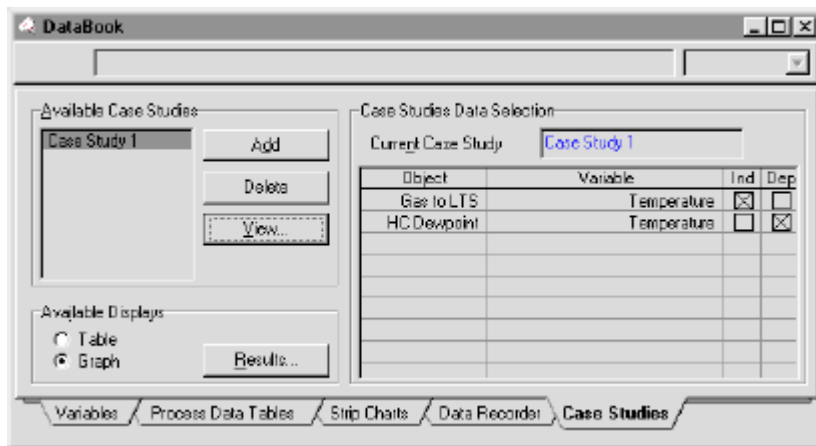 DataBook
Available Case Studies
Case Study 1
Add
Delete
View...
Available Displays
Table
Graph
Results...
Case Studies Data Selection
Current Case Study Case Study 1
Object Variable Ind Dep
Gas to LTS Temperature
HC Dewpoint Temperature
Variables Process Data Tables Strip Charts Data Recorder Case Studies